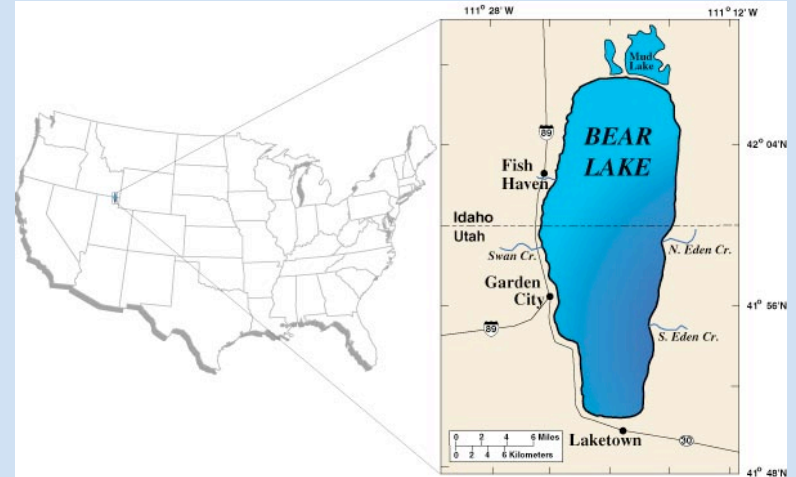 111° 28' W
111° 12' W
Mud
Lake
89
BEAR
LAKE
42° 04'N
Fish
Haven
Idaho
Utah
Swan Cr.
N. Eden Cr.
Garden
City
41° 56'N
89
S. Eden Cr.
0 2 4 6 Miles
0 2 4 6 Kilometers
Laketown
30
41° 48'N